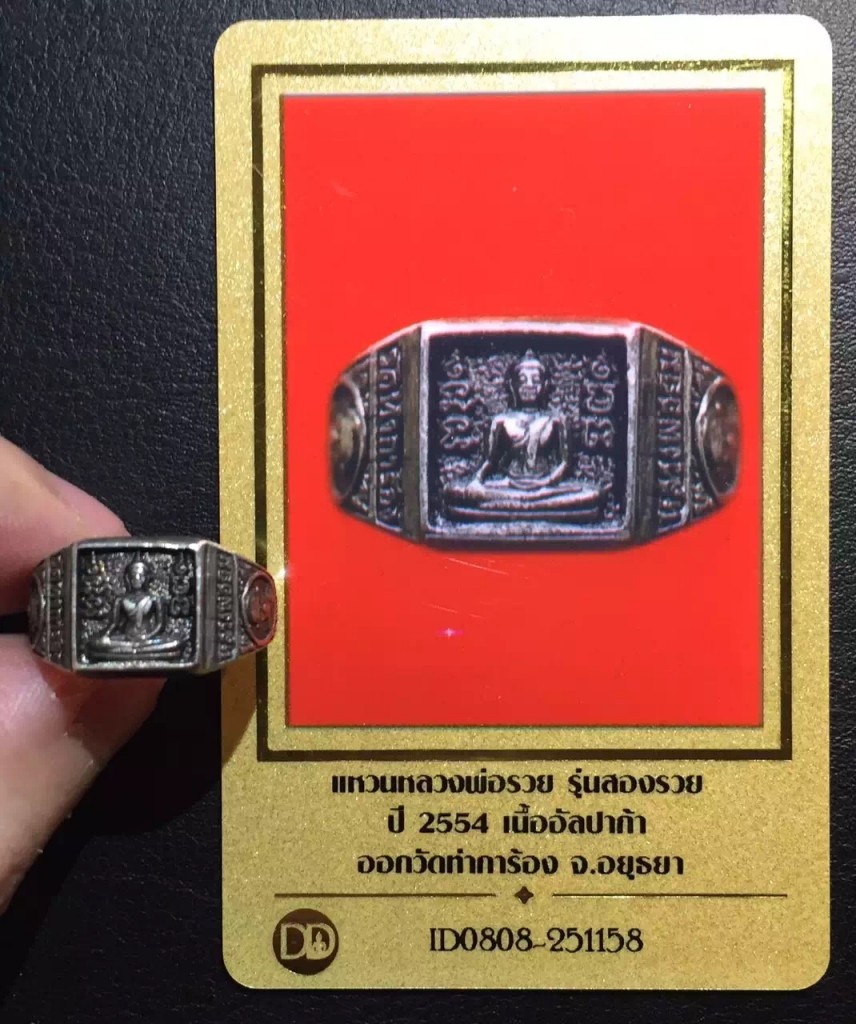 แหวนหลวงพ่อรวย รุ่นสองรวย
ปี 2554 เนื้ออัลปาก้า
ออกวัดท่าการ้อง จ.อยุธยา
DD
ID0808-251158